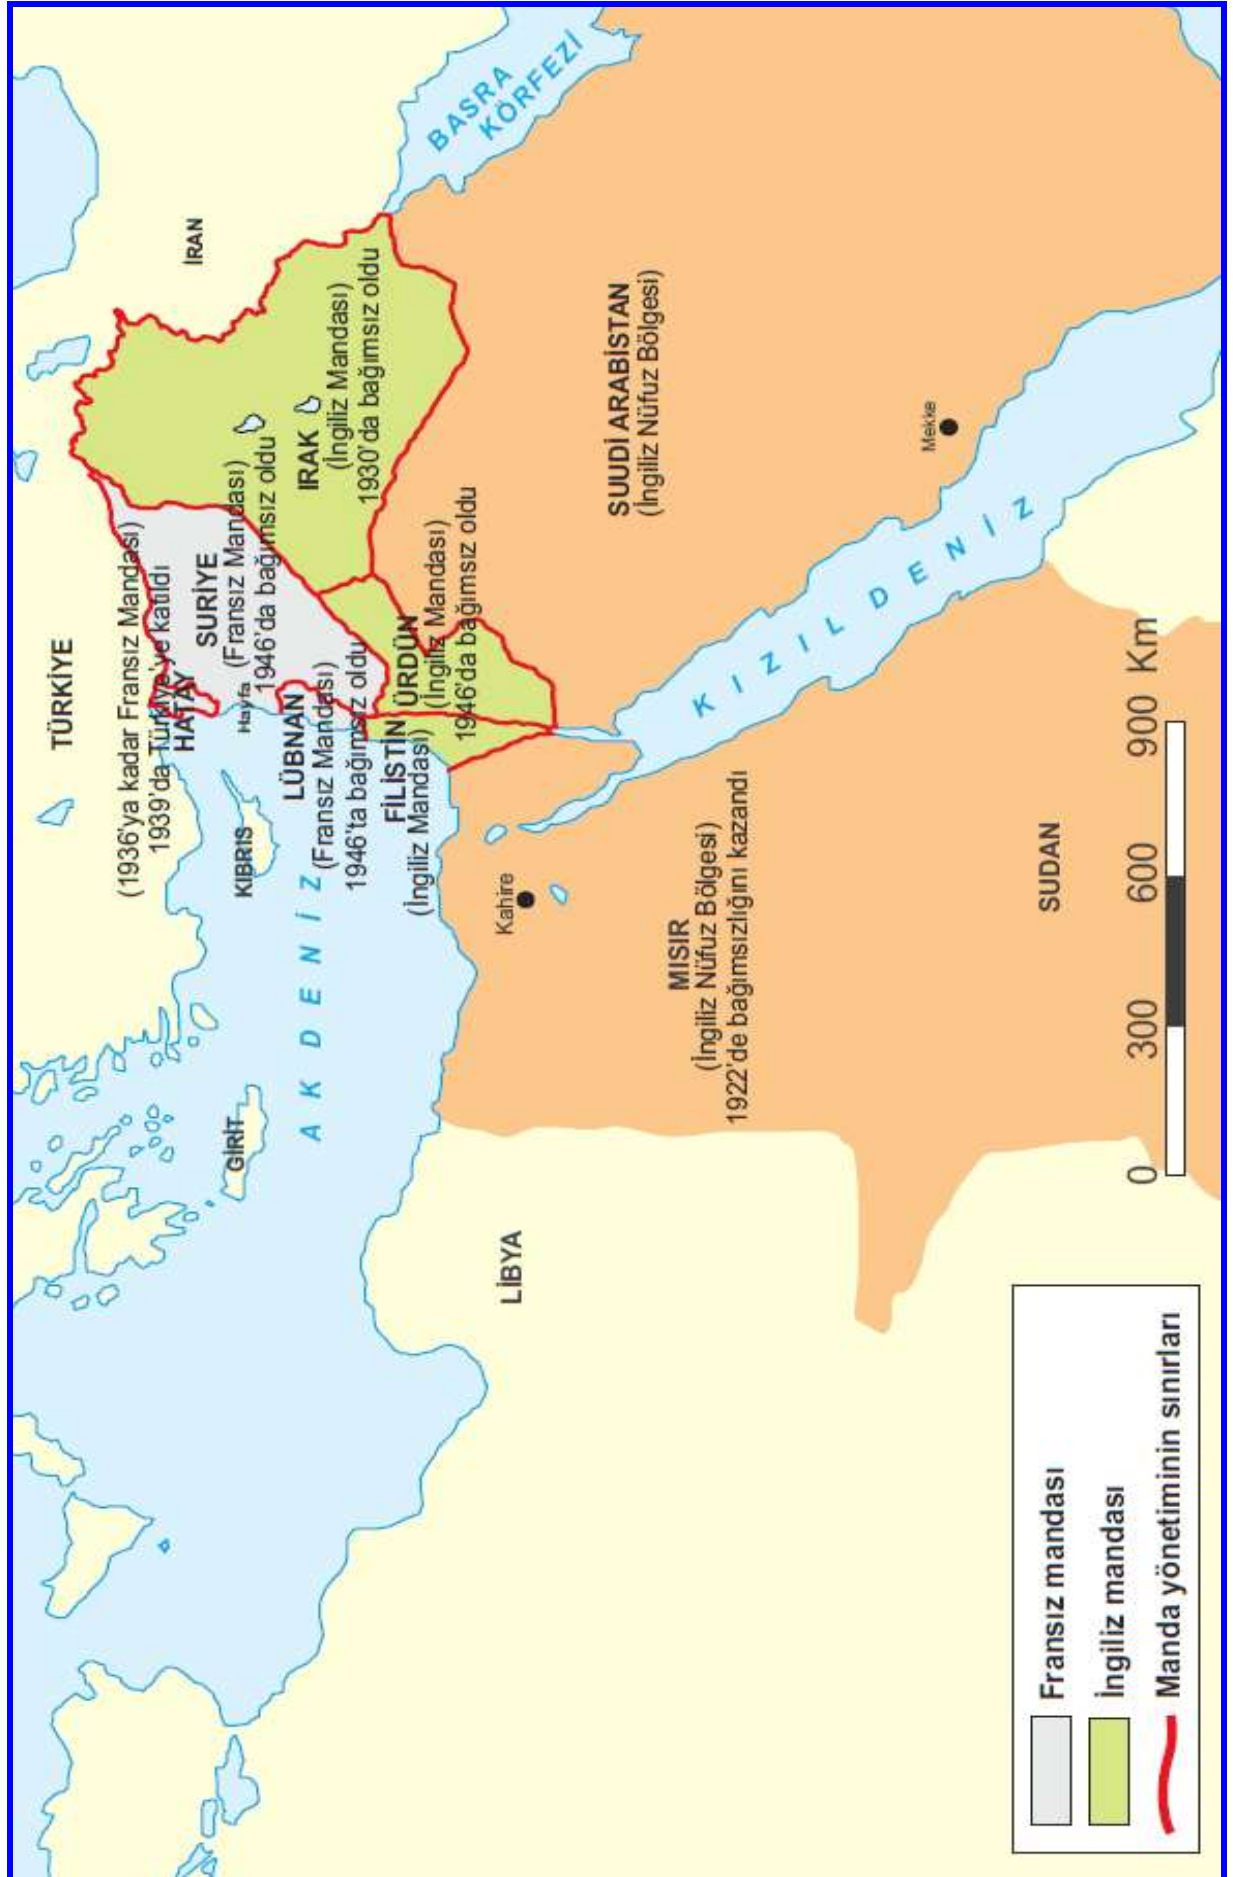 TÜRKİYE
(1936'ya kadar Fransız Mandası)
1939'da Türkiye'ye katıldı
HATAY
SURİYE
(Fransız Mandası)
1946'da bağımsız oldu
Hayfa
İRAN
KIBRIS
GİRİT
LÜBNAN
(Fransız Mandası)
1946'ta bağımsız oldu
IRAK
(İngiliz Mandası)
1930'da bağımsız oldu
AKDENİZ
FİLİSTİN
(İngiliz Mandası)
ÜRDÜN
(İngiliz Mandası)
1946'da bağımsız oldu
BASRA
KÖRFEZİ
Kahire
LİBYA
SUUDİ ARABİSTAN
(İngiliz Nüfuz Bölgesi)
MISIR
(İngiliz Nüfuz Bölgesi)
1922'de bağımsızlığını kazandı
KIZILDENİZ
Mekke
SUDAN
0 300 600 900 Km
Fransız mandası
İngiliz mandası
Manda yönetiminin sınırları